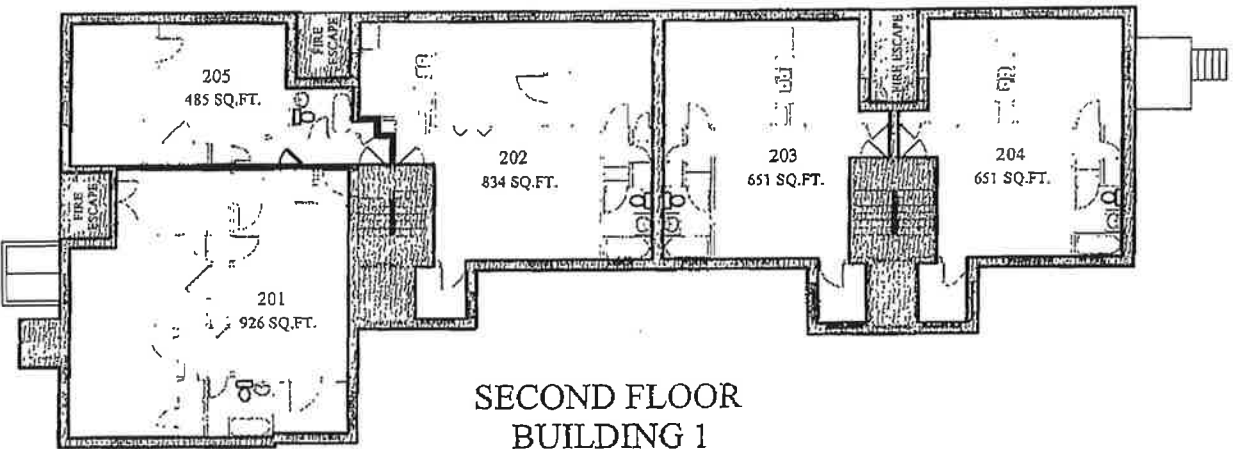 FIRE
ESCAPE
FIRE ESCAPE
205
485 SQ.FT.
202
834 SQ.FT.
203
651 SQ.FT.
204
651 SQ.FT.
FIRE
ESCAPE
201
926 SQ.FT.
SECOND FLOOR
BUILDING 1